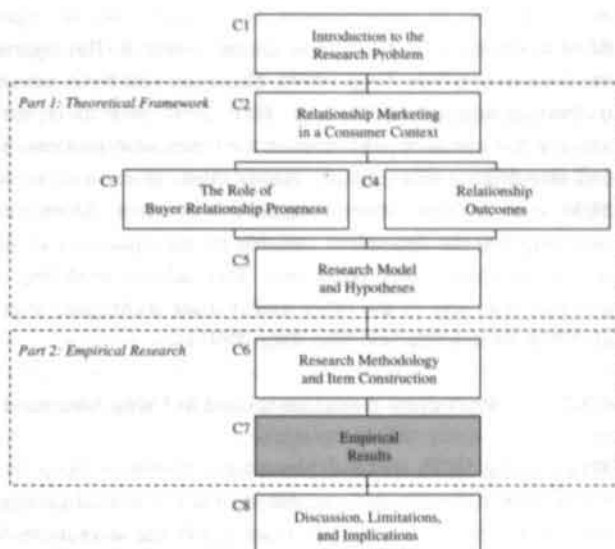 C1
Introduction to the
Research Problem
Part 1: Theoretical Framework
C2
Relationship Marketing
in a Consumer Context
C3
The Role of
Buyer Relationship Proneness
C4
Relationship
Outcomes
C5
Research Model
and Hypotheses
Part 2: Empirical Research
C6
Research Methodology
and Item Construction
C7
Empirical
Results
C8
Discussion, Limitations,
and Implications